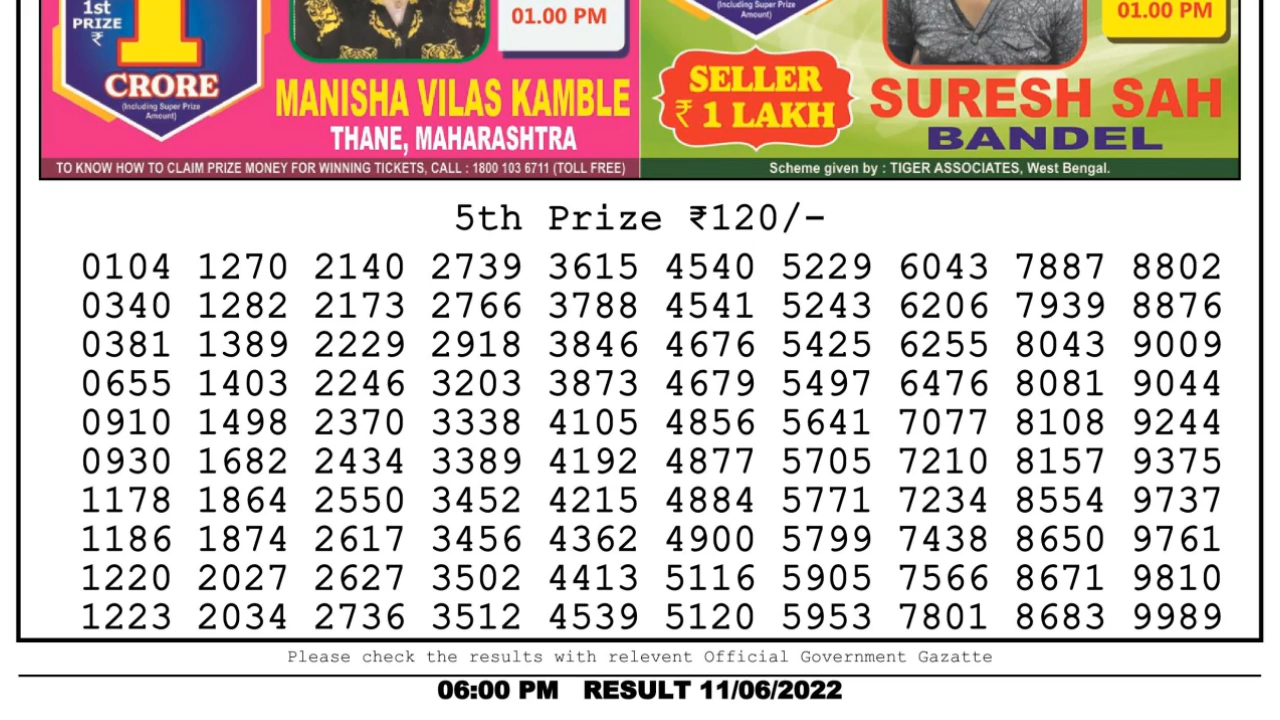 1st
PRIZE
₹
1
CRORE
(Including Super Prize
Amount)
01.00 PM
MANISHA VILAS KAMBLE
THANE, MAHARASHTRA
TO KNOW HOW TO CLAIM PRIZE MONEY FOR WINNING TICKETS, CALL : 1800 103 6711 (TOLL FREE)
(Including Super Prize
Amount)
01.00 PM
SELLER
₹ 1 LAKH
SURESH SAH
BANDEL
Scheme given by : TIGER ASSOCIATES, West Bengal.
5th Prize ₹120/-
0104 1270 2140 2739 3615 4540 5229 6043 7887 8802
0340 1282 2173 2766 3788 4541 5243 6206 7939 8876
0381 1389 2229 2918 3846 4676 5425 6255 8043 9009
0655 1403 2246 3203 3873 4679 5497 6476 8081 9044
0910 1498 2370 3338 4105 4856 5641 7077 8108 9244
0930 1682 2434 3389 4192 4877 5705 7210 8157 9375
1178 1864 2550 3452 4215 4884 5771 7234 8554 9737
1186 1874 2617 3456 4362 4900 5799 7438 8650 9761
1220 2027 2627 3502 4413 5116 5905 7566 8671 9810
1223 2034 2736 3512 4539 5120 5953 7801 8683 9989
Please check the results with relevent Official Government Gazatte
06:00 PM RESULT 11/06/2022